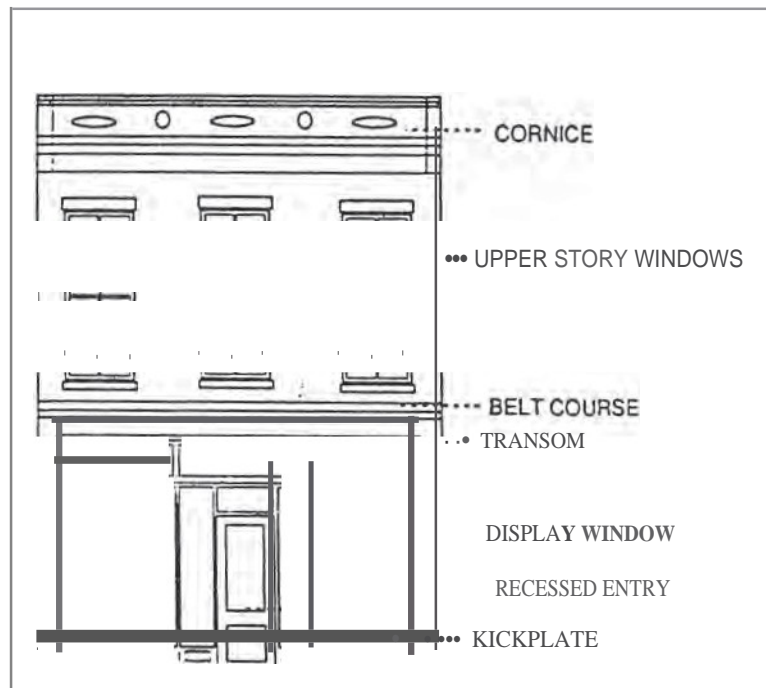 CORNICE
UPPER STORY WINDOWS
BELT COURSE
TRANSOM
DISPLAY WINDOW
RECESSED ENTRY
KICKPLATE